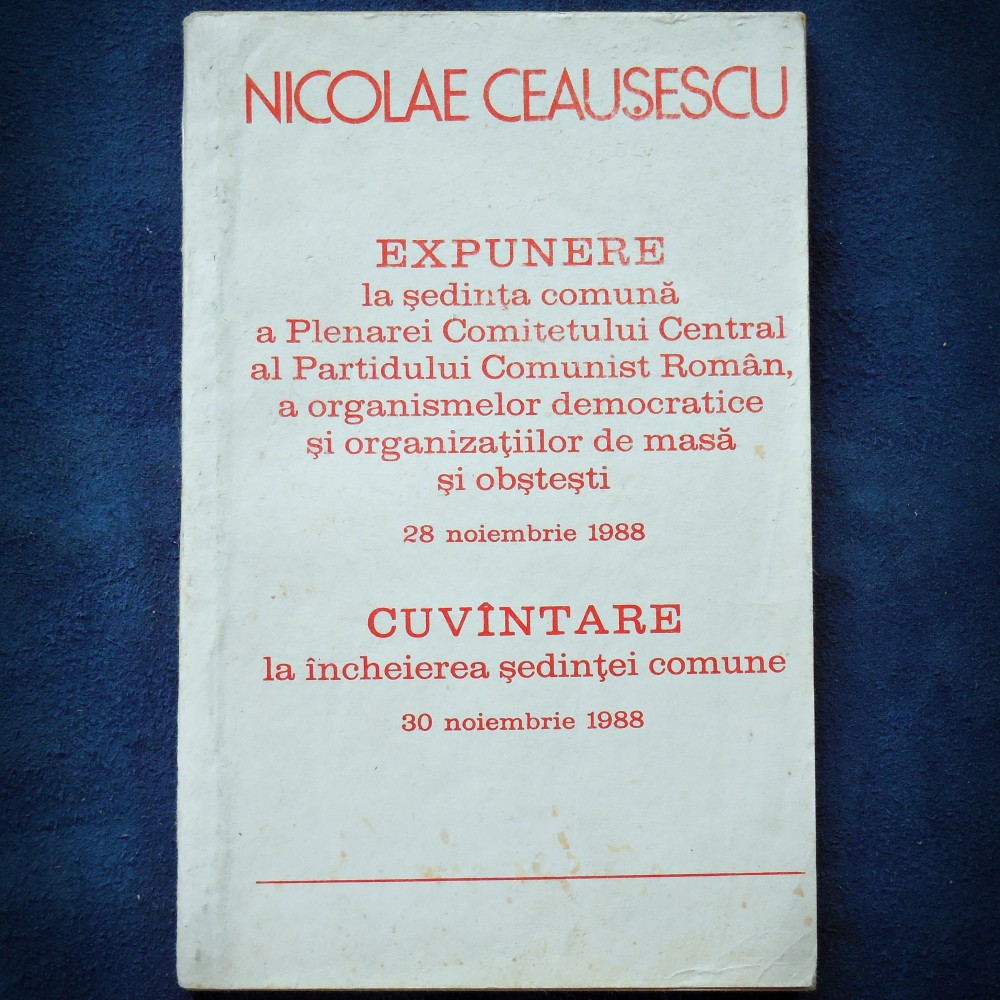 NICOLAE CEAUŞESCU
EXPUNERE
la şedinţa comună
a Plenarei Comitetului Central
al Partidului Comunist Român,
a organismelor democratice
şi organizaţiilor de masă
şi obşteşti
28 noiembrie 1988
CUVÎNTARE
la încheierea şedinţei comune
30 noiembrie 1988